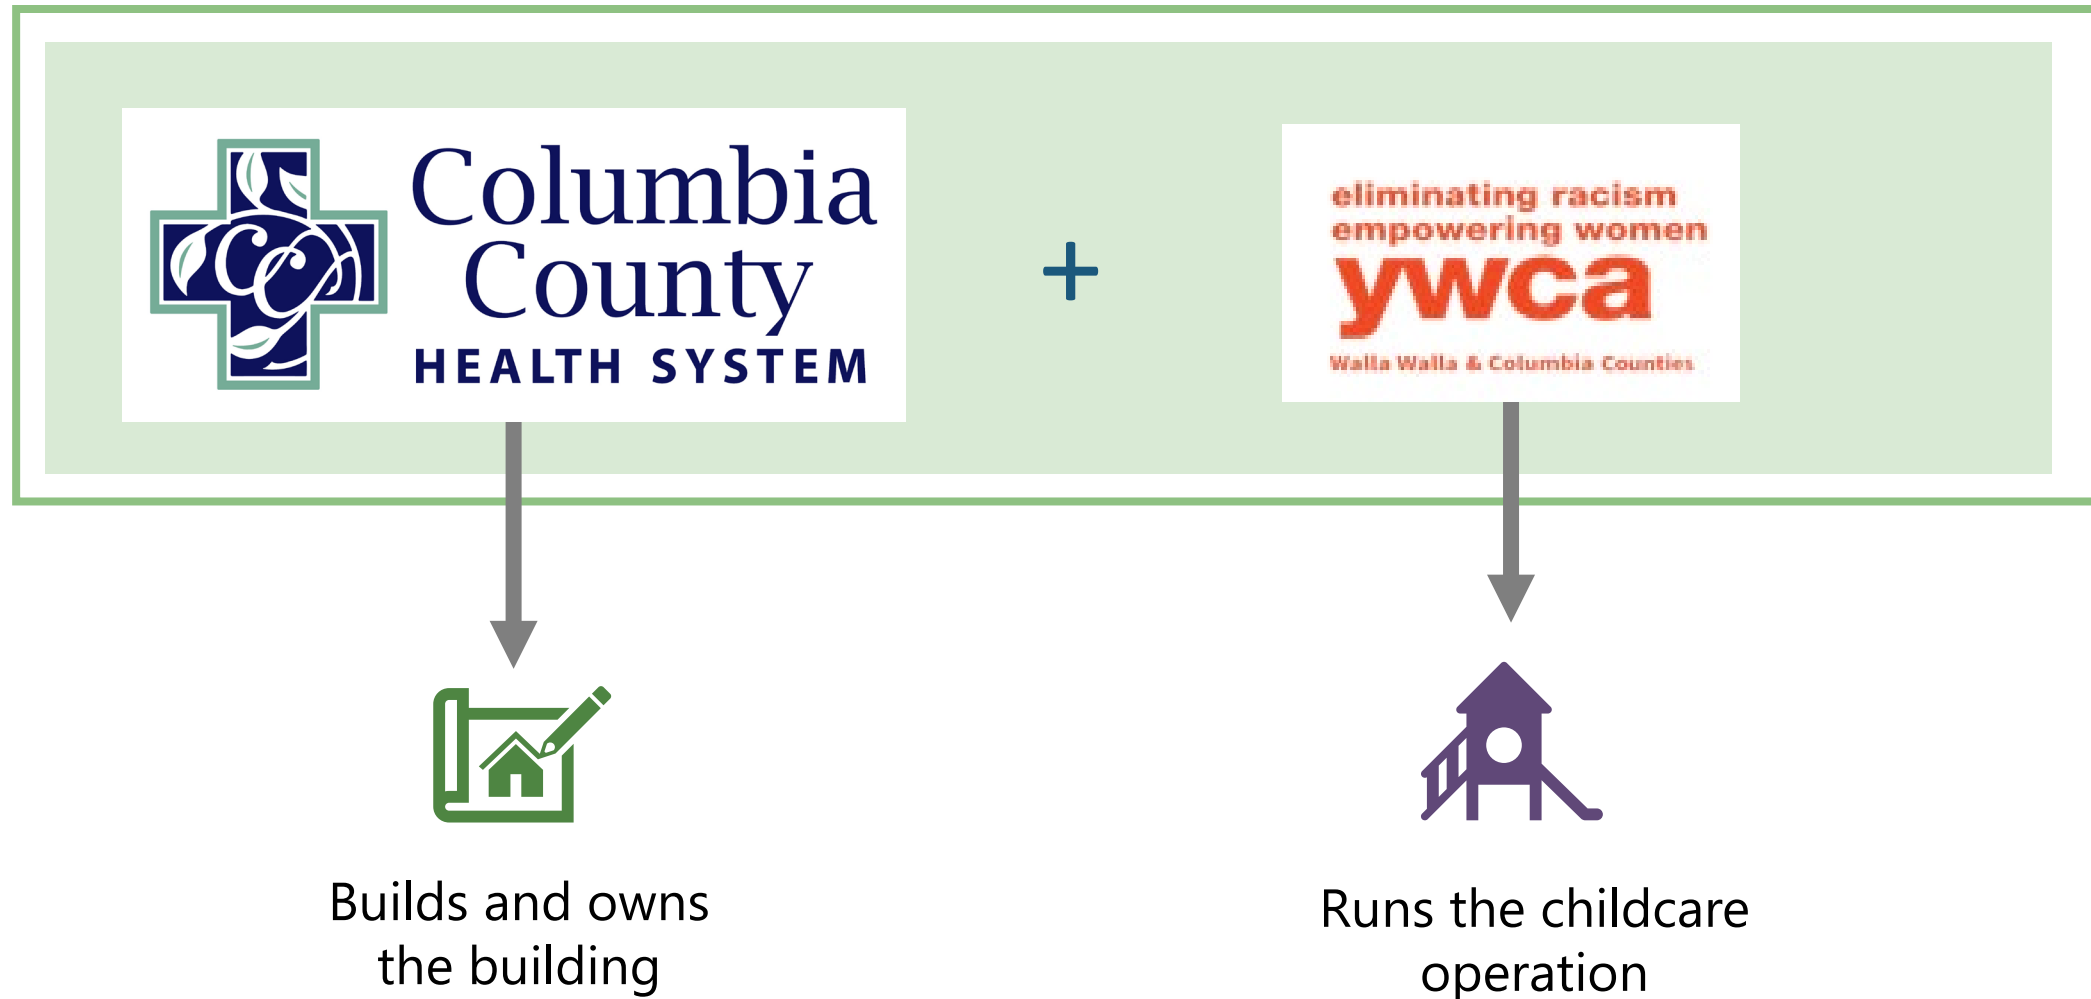 Columbia
County
HEALTH SYSTEM
+
eliminating racism
empowering women
ywca
Walla Walla & Columbia Counties
Builds and owns
the building
Runs the childcare
operation